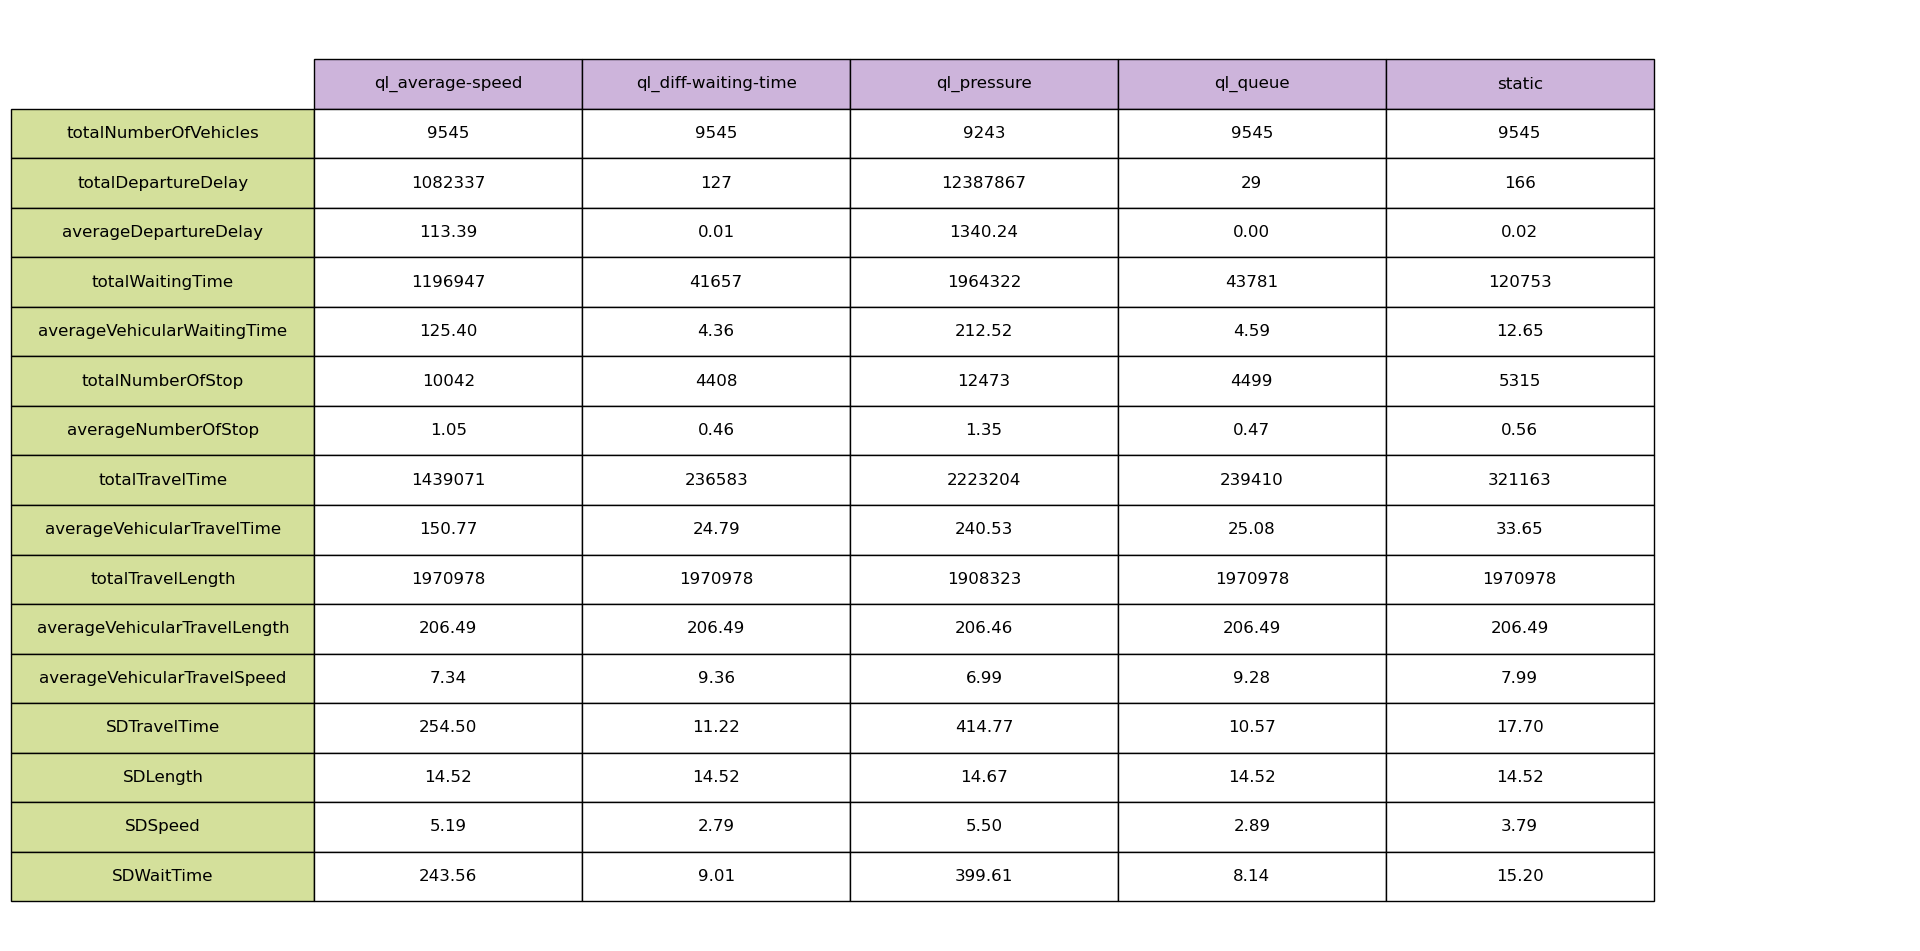 ql_average-speed ql_diff-waiting-time ql_pressure ql_queue static
totalNumberOfVehicles 9545 9545 9243 9545 9545
totalDepartureDelay 1082337 127 12387867 29 166
averageDepartureDelay 113.39 0.01 1340.24 0.00 0.02
totalWaitingTime 1196947 41657 1964322 43781 120753
averageVehicularWaitingTime 125.40 4.36 212.52 4.59 12.65
totalNumberOfStop 10042 4408 12473 4499 5315
averageNumberOfStop 1.05 0.46 1.35 0.47 0.56
totalTravelTime 1439071 236583 2223204 239410 321163
averageVehicularTravelTime 150.77 24.79 240.53 25.08 33.65
totalTravelLength 1970978 1970978 1908323 1970978 1970978
averageVehicularTravelLength 206.49 206.49 206.46 206.49 206.49
averageVehicularTravelSpeed 7.34 9.36 6.99 9.28 7.99
SDTravelTime 254.50 11.22 414.77 10.57 17.70
SDLength 14.52 14.52 14.67 14.52 14.52
SDSpeed 5.19 2.79 5.50 2.89 3.79
SDWaitTime 243.56 9.01 399.61 8.14 15.20